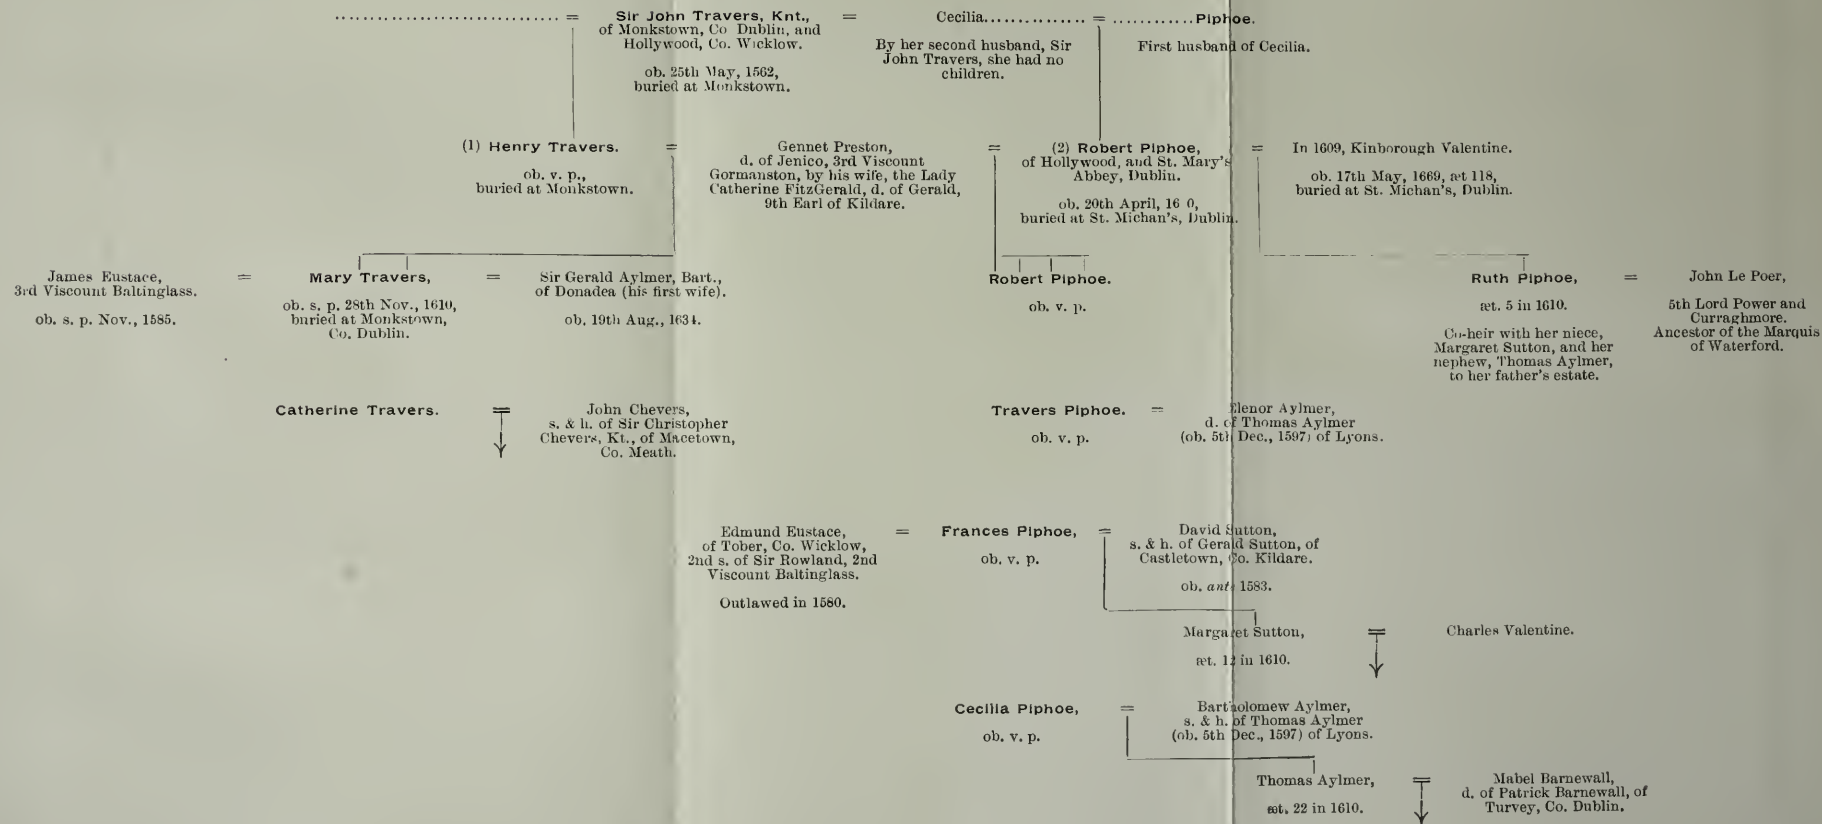 ............................ = Sir John Travers, Knt., = Cecilia............... = ............Piphoe.
of Monkstown, Co Dublin, and
Hollywood, Co. Wicklow.
ob. 25th May, 1562,
buried at Monkstown.
By her second husband, Sir
John Travers, she had no
children.
First husband of Cecilia.
(1) Henry Travers. =
ob. v. p.,
buried at Monkstown.
Gennet Preston, =
d. of Jenico, 3rd Viscount
Gormanston, by his wife, the Lady
Catherine FitzGerald, d. of Gerald,
9th Earl of Kildare.
(2) Robert Piphoe, =
of Hollywood, and St. Mary's
Abbey, Dublin.
ob. 20th April, 16 0,
buried at St. Michan's, Dublin.
In 1609, Kinborough Valentine.
ob. 17th May, 1669, æt 118,
buried at St. Michan's, Dublin.
James Eustace, =
3rd Viscount Baltinglass.
ob. s. p. Nov., 1585.
Mary Travers, =
ob. s. p. 28th Nov., 1610,
buried at Monkstown,
Co. Dublin.
Sir Gerald Aylmer, Bart.,
of Donadea (his first wife).
ob. 19th Aug., 1634.
Robert Piphoe.
ob. v. p.
Ruth Piphoe, =
æt. 5 in 1610.
Co-heir with her niece,
Margaret Sutton, and her
nephew, Thomas Aylmer,
to her father's estate.
John Le Poer,
5th Lord Power and
Curraghmore.
Ancestor of the Marquis
of Waterford.
Catherine Travers. =
John Chevers,
s. & h. of Sir Christopher
Chevers, Kt., of Macetown,
Co. Meath.
Travers Piphoe. =
ob. v. p.
Elenor Aylmer,
d. of Thomas Aylmer
(ob. 5th Dec., 1597) of Lyons.
Edmund Eustace, =
of Tober, Co. Wicklow,
2nd s. of Sir Rowland, 2nd
Viscount Baltinglass.
Outlawed in 1580.
Frances Piphoe, =
ob. v. p.
David Sutton,
s. & h. of Gerald Sutton, of
Castletown, Co. Kildare.
ob. ante 1583.
Margaret Sutton, =
æt. in 1610.
Charles Valentine.
Cecilia Piphoe, =
ob. v. p.
Bartholomew Aylmer,
s. & h. of Thomas Aylmer
(ob. 5th Dec., 1597) of Lyons.
Thomas Aylmer, =
æt. 22 in 1610.
Mabel Barnewall,
d. of Patrick Barnewall, of
Turvey, Co. Dublin.